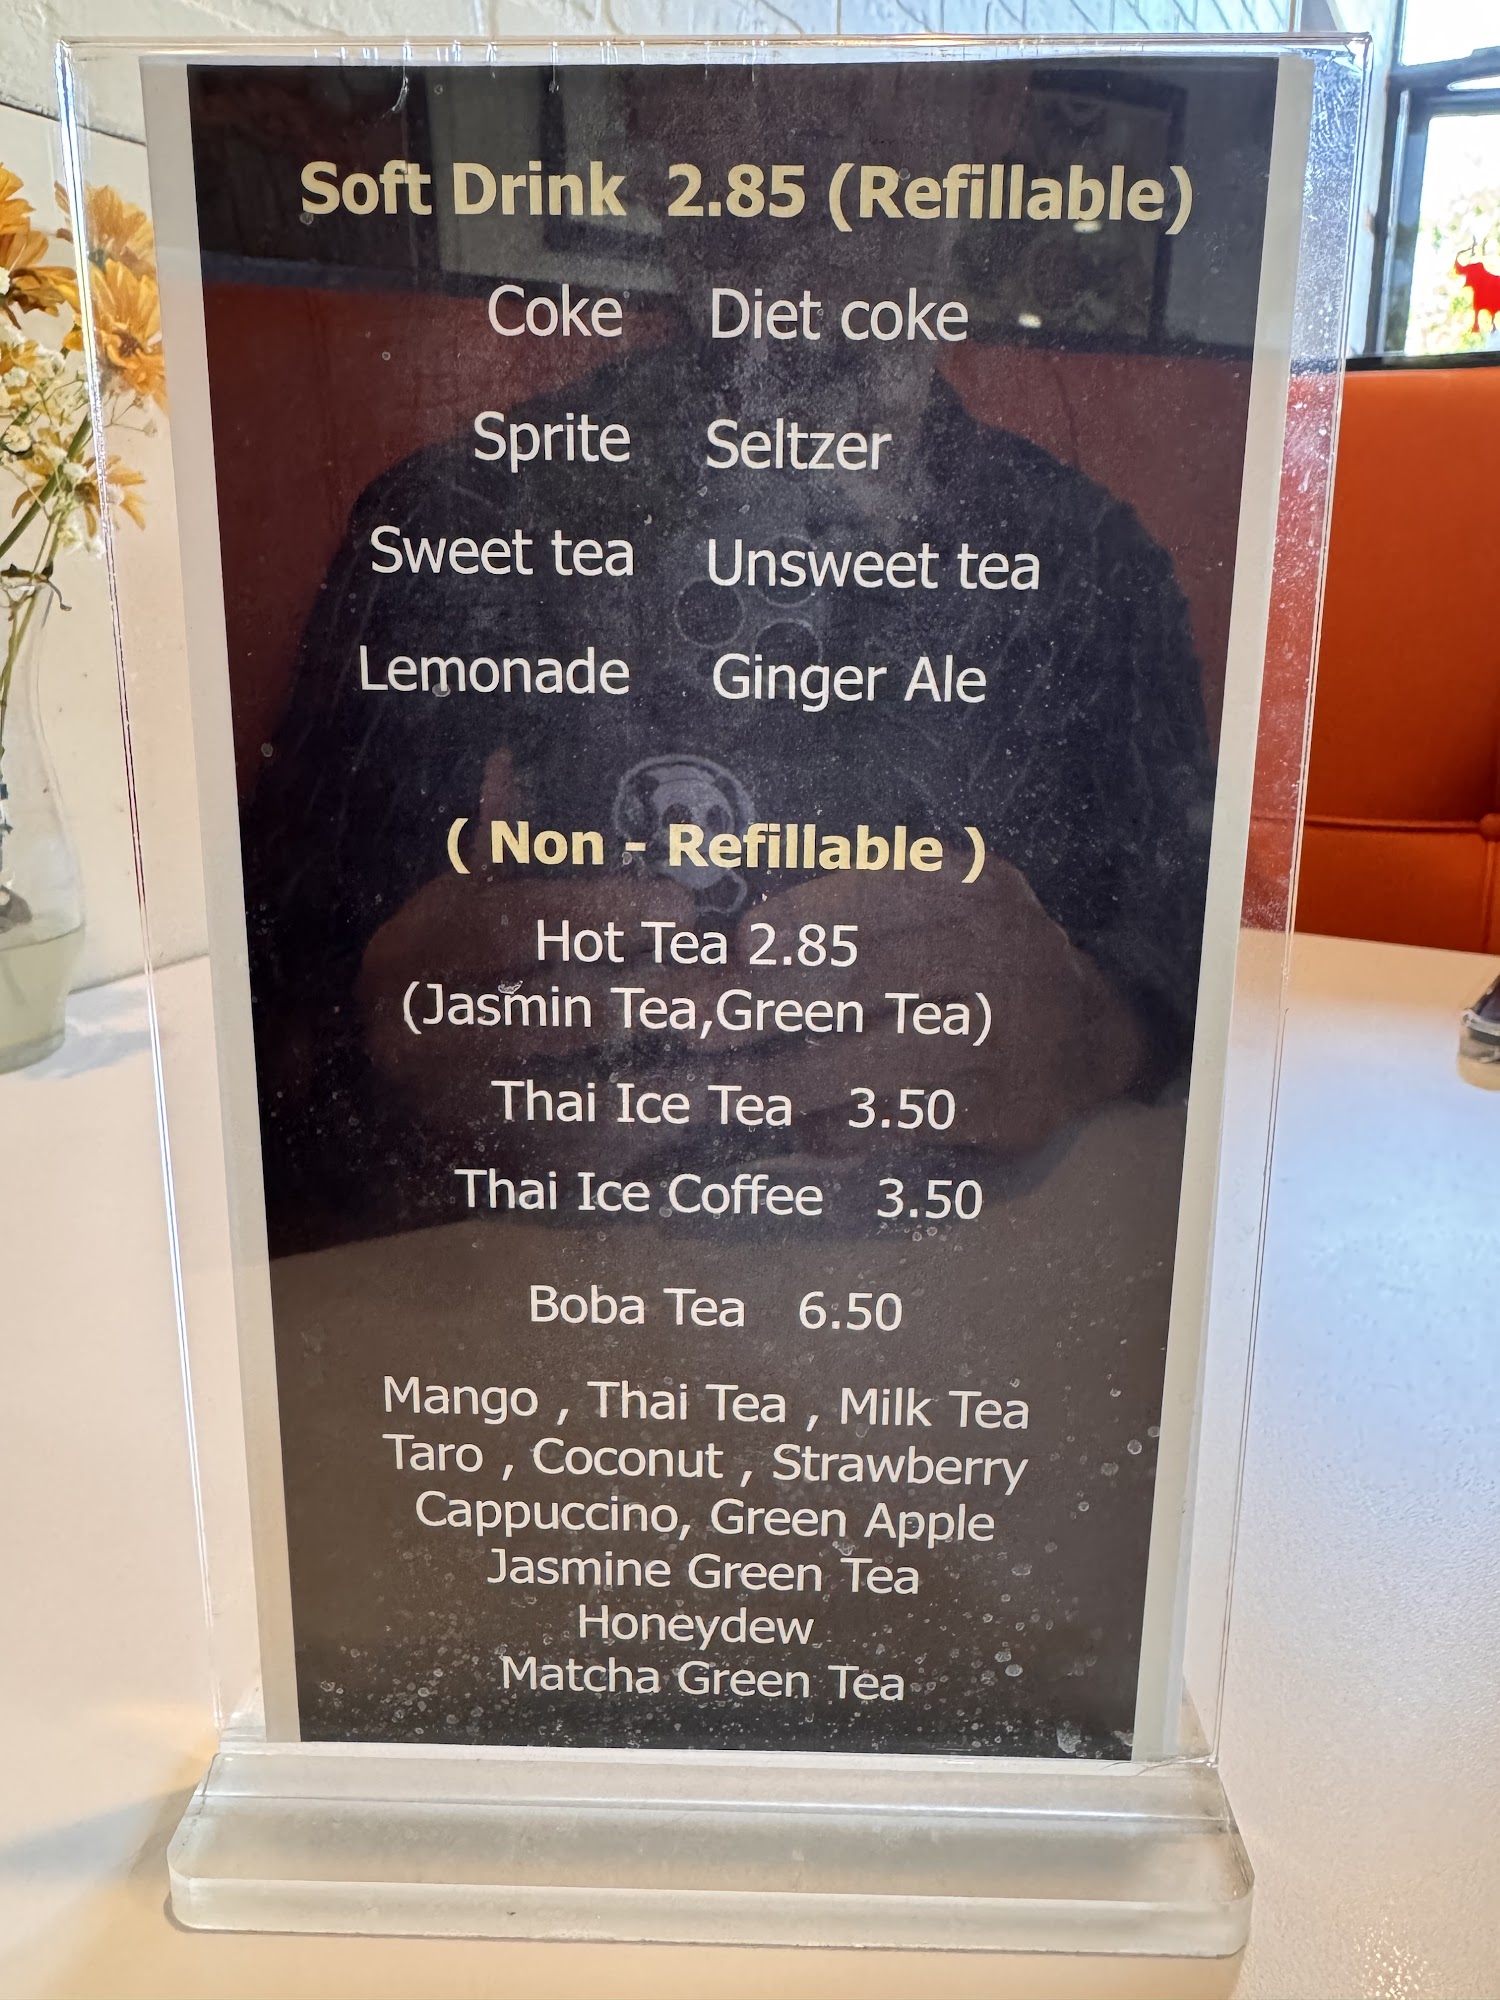 Soft Drink 2.85 (Refillable)
Coke Diet coke
Sprite Seltzer
Sweet tea Unsweet tea
Lemonade Ginger Ale
( Non - Refillable )
Hot Tea 2.85
(Jasmin Tea,Green Tea)
Thai Ice Tea 3.50
Thai Ice Coffee 3.50
Boba Tea 6.50
Mango , Thai Tea , Milk Tea
Taro , Coconut , Strawberry
Cappuccino, Green Apple
Jasmine Green Tea
Honeydew
Matcha Green Tea